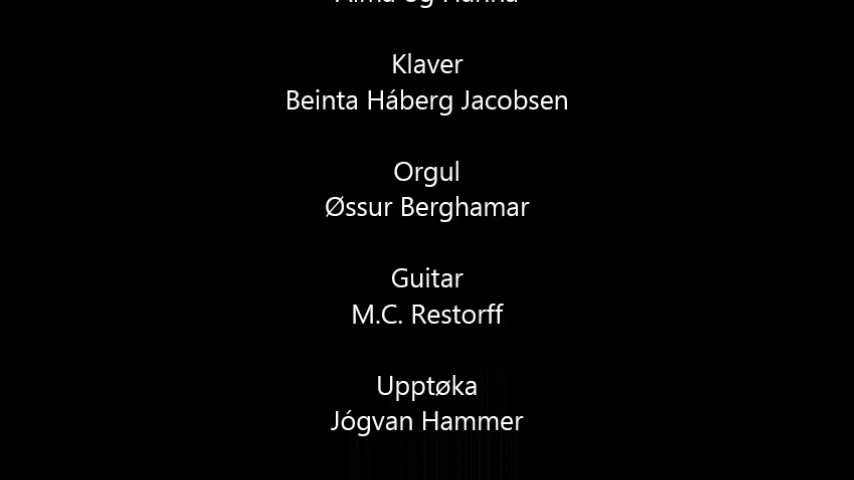 Klaver
Beinta Háberg Jacobsen
Orgul
Øssur Berghamar
Guitar
M.C. Restorff
Upptøka
Jógvan Hammer